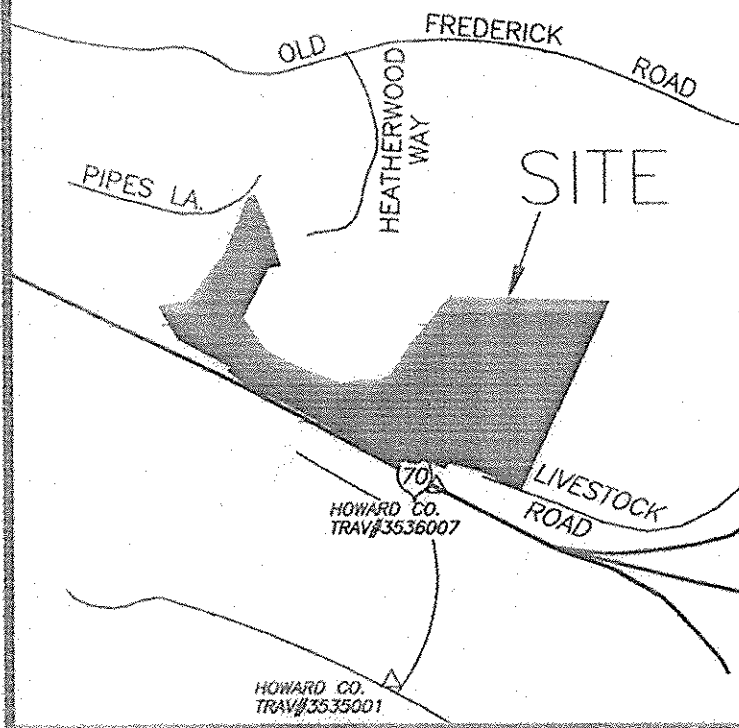 OLD FREDERICK ROAD
HEATHERWOOD
WAY
PIPES LA.
SITE
70
LIVESTOCK
ROAD
HOWARD CO.
TRAV#3536007
HOWARD CO.
TRAV#3535001